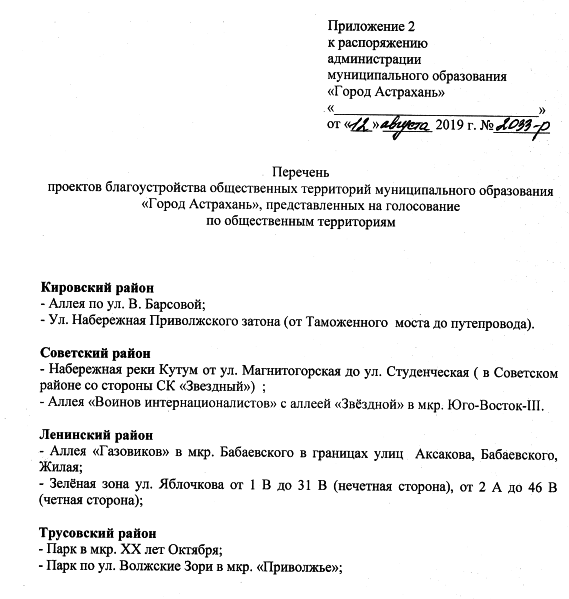 Приложение 2
к распоряжению
администрации
муниципального образования
«Город Астрахань»
«____________________________»
от «12» августа 2019 г. № 2033-р
Перечень
проектов благоустройства общественных территорий муниципального образования
«Город Астрахань», представленных на голосование
по общественным территориям
Кировский район
- Аллея по ул. В. Барсовой;
- Ул. Набережная Приволжского затона (от Таможенного моста до путепровода).
Советский район
- Набережная реки Кутум от ул. Магнитогорская до ул. Студенческая ( в Советском
районе со стороны СК «Звездный») ;
- Аллея «Воинов интернационалистов» с аллеей «Звёздной» в мкр. Юго-Восток-III.
Ленинский район
- Аллея «Газовиков» в мкр. Бабаевского в границах улиц Аксакова, Бабаевского,
Жилая;
- Зелёная зона ул. Яблочкова от 1 В до 31 В (нечетная сторона), от 2 А до 46 В
(четная сторона);
Трусовский район
- Парк в мкр. XX лет Октября;
- Парк по ул. Волжские Зори в мкр. «Приволжье»;